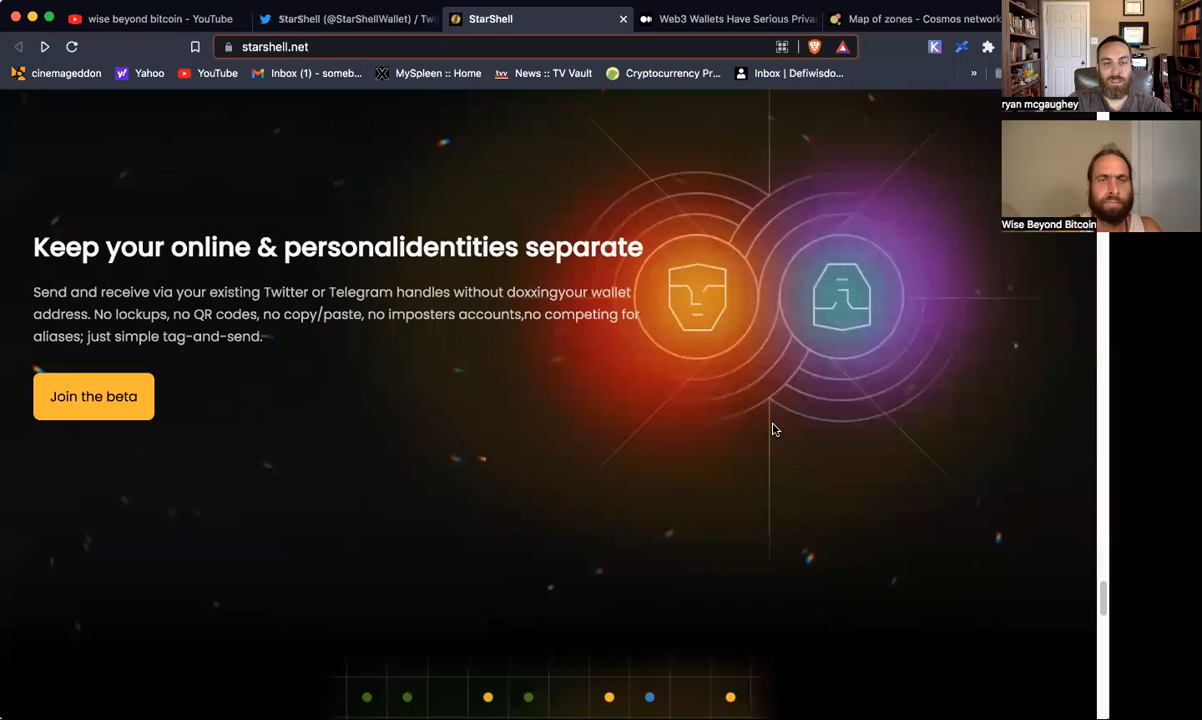 wise beyond bitcoin - YouTube
StarShell (@StarShellWallet) / Twi
StarShell
Web3 Wallets Have Serious Priva
Map of zones - Cosmos network
starshell.net
cinemageddon
Yahoo
YouTube
Inbox (1) - someb...
MySpleen :: Home
tvv
News :: TV Vault
Cryptocurrency Pr...
Inbox | Defiwisdo...
»
ryan mcgaughey
Wise Beyond Bitcoin
Keep your online & personalidentities separate
Send and receive via your existing Twitter or Telegram handles without doxxingyour wallet
address. No lockups, no QR codes, no copy/paste, no imposters accounts,no competing for
aliases; just simple tag-and-send.
Join the beta